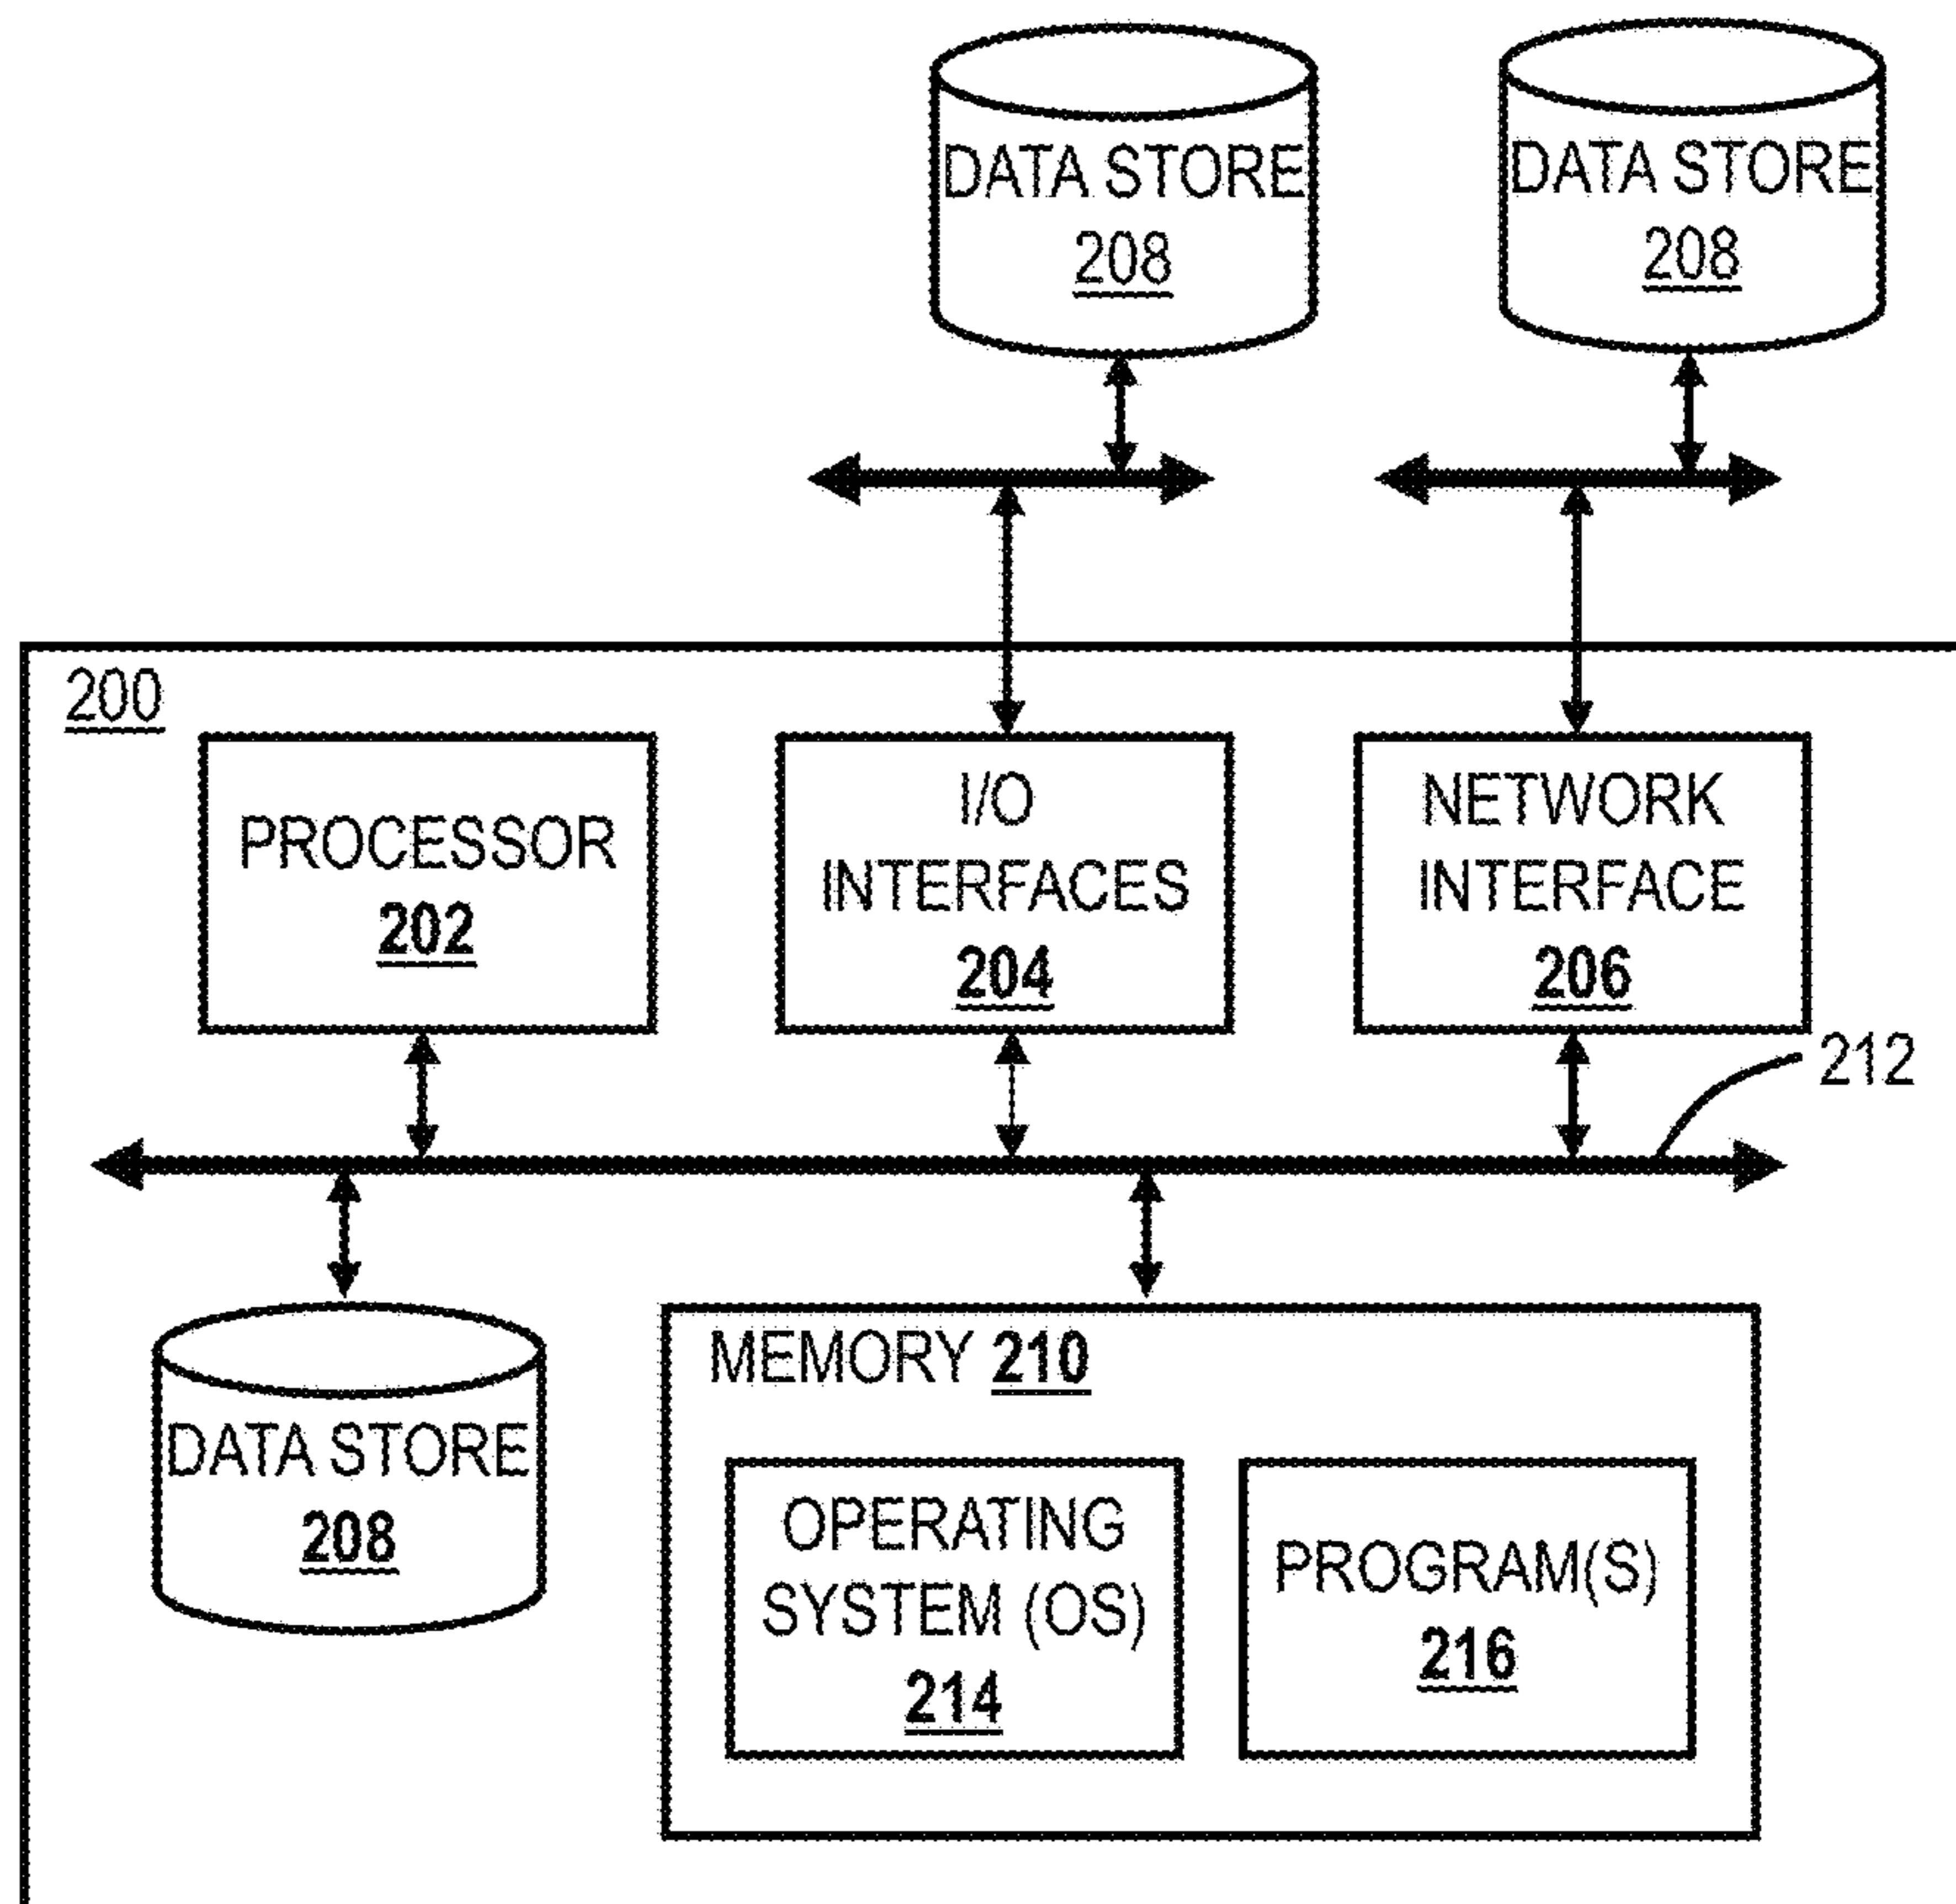 DATA STORE
208
DATA STORE
208
200
PROCESSOR
202
I/O
INTERFACES
204
NETWORK
INTERFACE
206
212
DATA STORE
208
MEMORY 210
OPERATING
SYSTEM (OS)
214
PROGRAM(S)
216